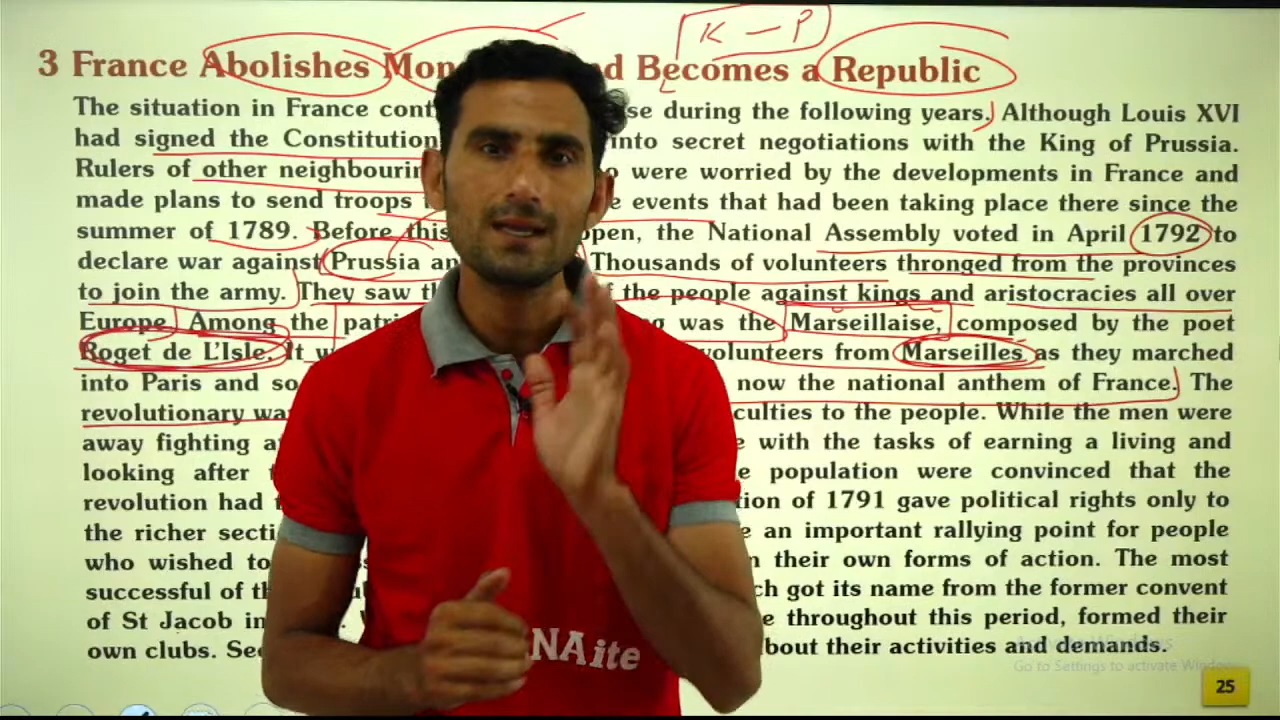 K - P
3 France Abolishes Mon nd Becomes a Republic
The situation in France cont se during the following years. Although Louis XVI
had signed the Constitution into secret negotiations with the King of Prussia.
Rulers of other neighbourin o were worried by the developments in France and
made plans to send troops e events that had been taking place there since the
summer of 1789. Before this ppen, the National Assembly voted in April 1792 to
declare war against Prussia an Thousands of volunteers thronged from the provinces
to join the army. They saw th f the people against kings and aristocracies all over
Europe. Among the patri g was the Marseillaise, composed by the poet
Roget de L'Isle. It w volunteers from Marseilles as they marched
into Paris and so now the national anthem of France. The
revolutionary wa culties to the people. While the men were
away fighting a e with the tasks of earning a living and
looking after e population were convinced that the
revolution had tion of 1791 gave political rights only to
the richer secti e an important rallying point for people
who wished to n their own forms of action. The most
successful of th ch got its name from the former convent
of St Jacob in e throughout this period, formed their
own clubs. See bout their activities and demands.
NAite
Activate Windows
Go to Settings to activate Windo
25